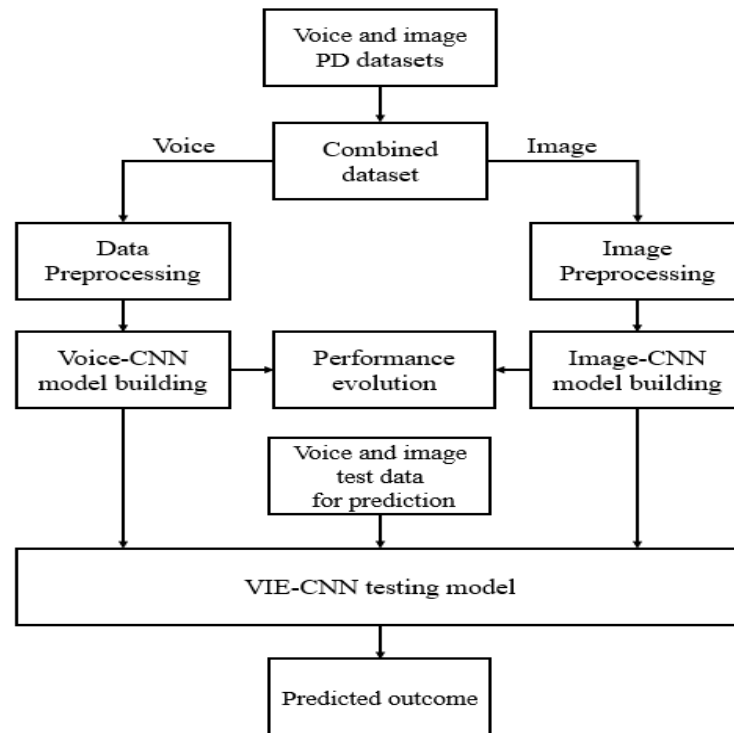 Voice and image
PD datasets
Voice
Combined
dataset
Image
Data
Preprocessing
Image
Preprocessing
Voice-CNN
model building
Performance
evolution
Image-CNN
model building
Voice and image
test data
for prediction
VIE-CNN testing model
Predicted outcome